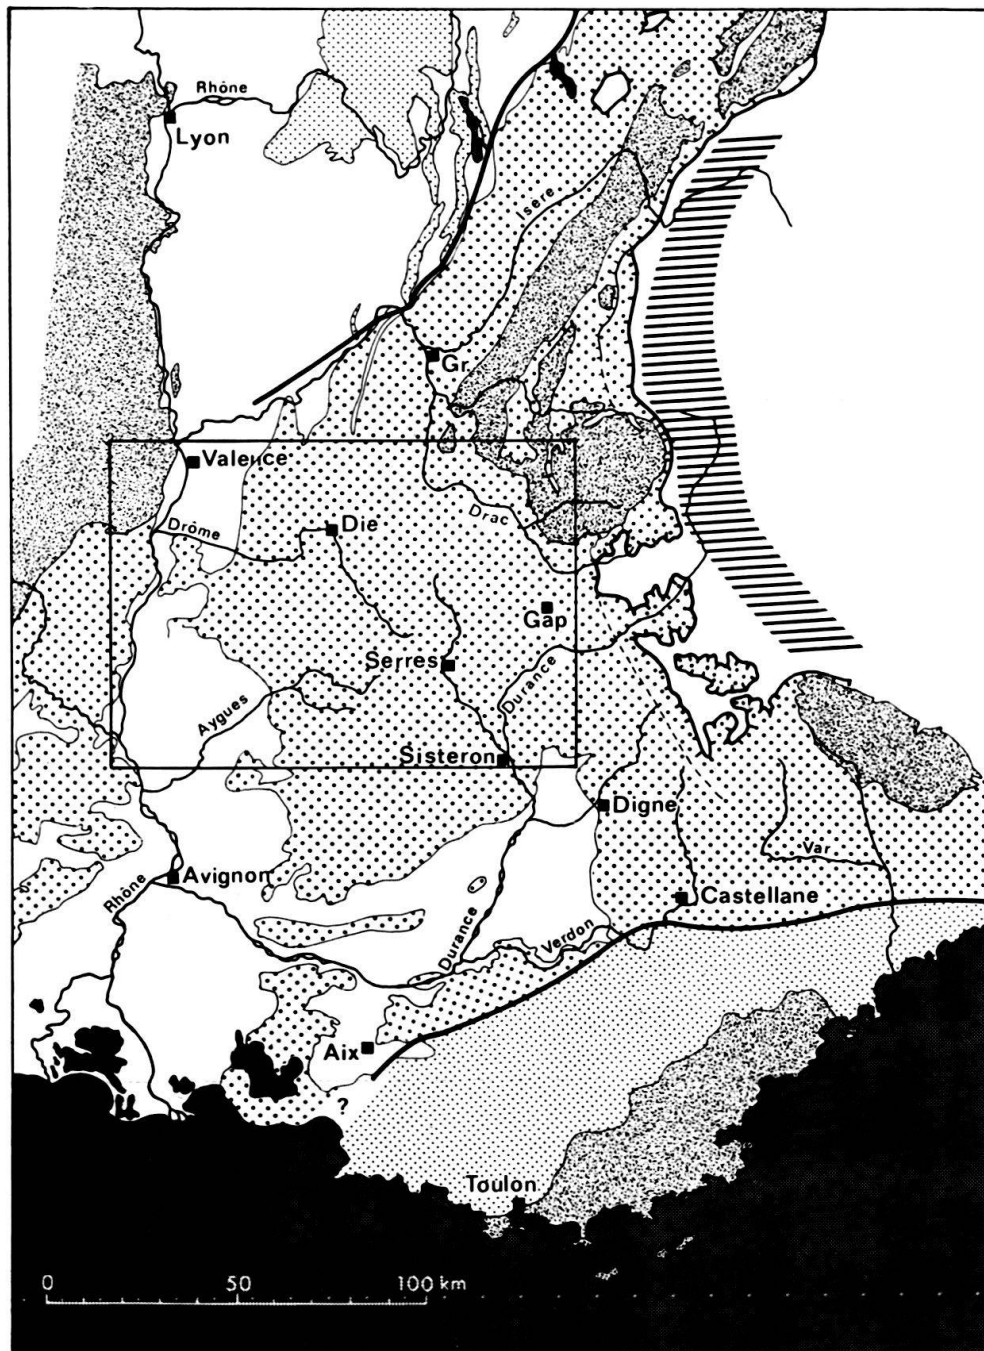 Rhône
Lyon
Isère
Gr.
Valence
Drôme
Die
Drac
Gap
Serres
Durance
Aygues
Sisteron
Digne
Var
Avignon
Rhône
Castellane
Durance
Verdon
Aix
?
Toulon
0 50 100 km